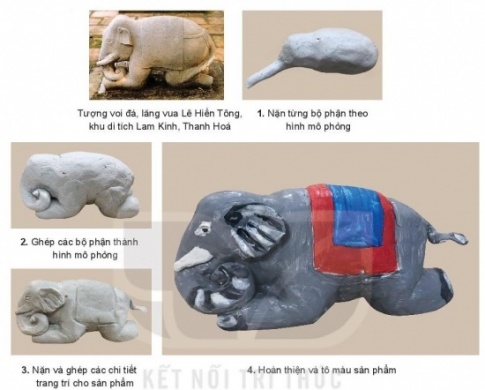 Tượng voi đá, lăng vua Lê Hiển Tông,
khu di tích Lam Kinh, Thanh Hoá
1. Nặn từng bộ phận theo
hình mô phỏng
2. Ghép các bộ phận thành
hình mô phỏng
3. Nặn và ghép các chi tiết
trang trí cho sản phẩm
4. Hoàn thiện và tô màu sản phẩm
KẾT NỐI TRI THỨC